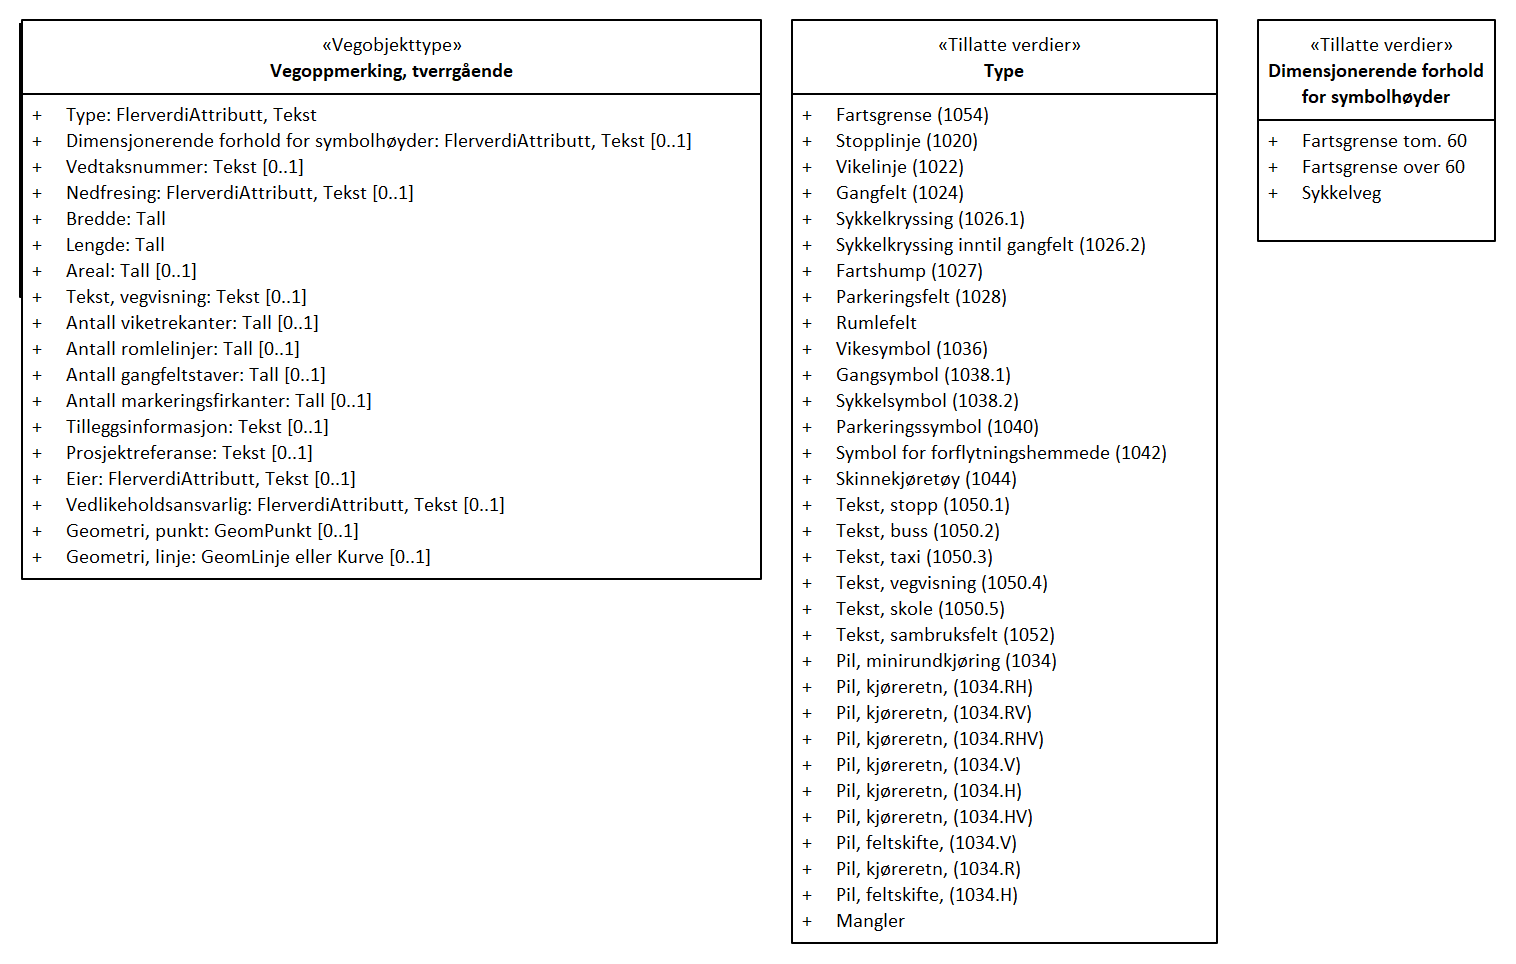 «Vegobjekttype»
Vegoppmerking, tverrgående
+ Type: FlerverdiAttributt, Tekst
+ Dimensjonerende forhold for symbolhøyder: FlerverdiAttributt, Tekst [0..1]
+ Vedtaksnummer: Tekst [0..1]
+ Nedfresing: FlerverdiAttributt, Tekst [0..1]
+ Bredde: Tall
+ Lengde: Tall
+ Areal: Tall [0..1]
+ Tekst, vegvisning: Tekst [0..1]
+ Antall viketrekanter: Tall [0..1]
+ Antall romlelinjer: Tall [0..1]
+ Antall gangfeltstaver: Tall [0..1]
+ Antall markeringsfirkanter: Tall [0..1]
+ Tilleggsinformasjon: Tekst [0..1]
+ Prosjektreferanse: Tekst [0..1]
+ Eier: FlerverdiAttributt, Tekst [0..1]
+ Vedlikeholdsansvarlig: FlerverdiAttributt, Tekst [0..1]
+ Geometri, punkt: GeomPunkt [0..1]
+ Geometri, linje: GeomLinje eller Kurve [0..1]
«Tillatte verdier»
Type
+ Fartsgrense (1054)
+ Stopplinje (1020)
+ Vikelinje (1022)
+ Gangfelt (1024)
+ Sykkelkryssing (1026.1)
+ Sykkelkryssing inntil gangfelt (1026.2)
+ Fartshump (1027)
+ Parkeringsfelt (1028)
+ Rumlefelt
+ Vikesymbol (1036)
+ Gangsymbol (1038.1)
+ Sykkelsymbol (1038.2)
+ Parkeringssymbol (1040)
+ Symbol for forflytningshemmede (1042)
+ Skinnekjøretøy (1044)
+ Tekst, stopp (1050.1)
+ Tekst, buss (1050.2)
+ Tekst, taxi (1050.3)
+ Tekst, vegvisning (1050.4)
+ Tekst, skole (1050.5)
+ Tekst, sambruksfelt (1052)
+ Pil, minirundkjøring (1034)
+ Pil, kjøreretn, (1034.RH)
+ Pil, kjøreretn, (1034.RV)
+ Pil, kjøreretn, (1034.RHV)
+ Pil, kjøreretn, (1034.V)
+ Pil, kjøreretn, (1034.H)
+ Pil, kjøreretn, (1034.HV)
+ Pil, feltskifte, (1034.V)
+ Pil, kjøreretn, (1034.R)
+ Pil, feltskifte, (1034.H)
+ Mangler
«Tillatte verdier»
Dimensjonerende forhold
for symbolhøyder
+ Fartsgrense tom. 60
+ Fartsgrense over 60
+ Sykkelveg